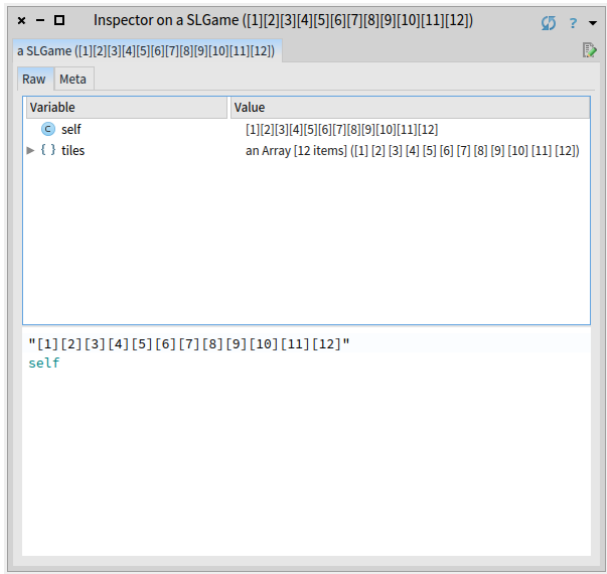 Inspector on a SLGame ([1][2][3][4][5][6][7][8][9][10][11][12])
?
a SLGame ([1][2][3][4][5][6][7][8][9][10][11][12])
Raw Meta
Variable Value
C self [1][2][3][4][5][6][7][8][9][10][11][12]
{ } tiles an Array [12 items] ([1] [2] [3] [4] [5] [6] [7] [8] [9] [10] [11] [12])
"[1][2][3][4][5][6][7][8][9][10][11][12]"
self